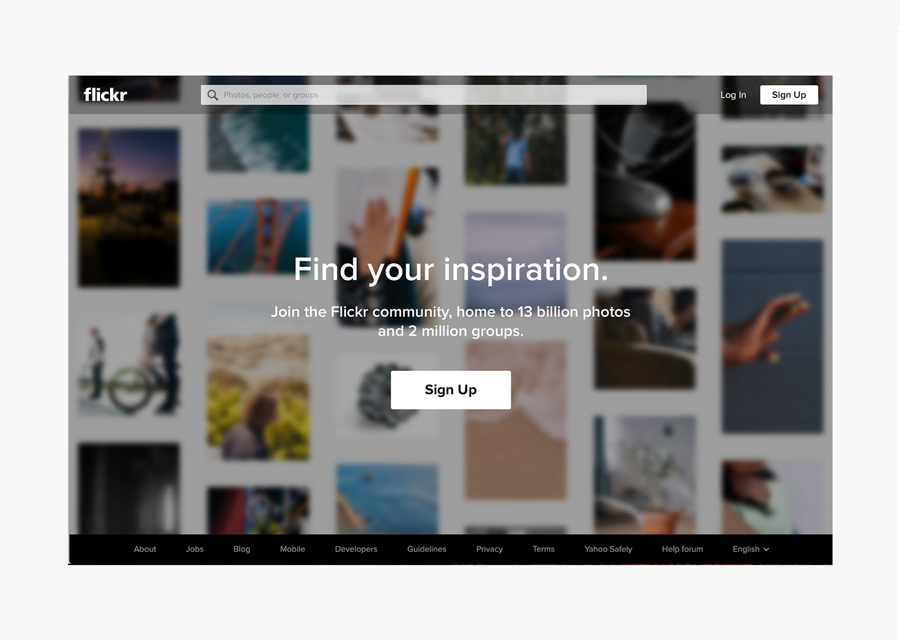 flickr
Photos, people, or groups
Log In
Sign Up
Find your inspiration.
Join the Flickr community, home to 13 billion photos
and 2 million groups.
Sign Up
About Jobs Blog Mobile Developers Guidelines Privacy Terms Yahoo Safely Help forum English